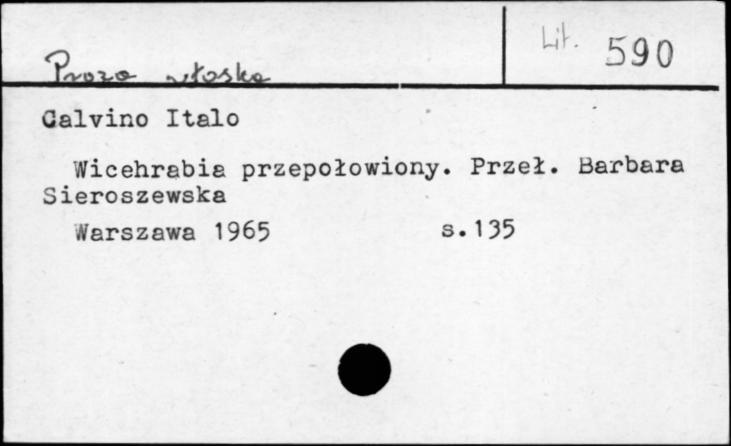 Lit. 590
Proza włoska
Calvino Italo
Wicehrabia przepołowiony. Przeł. Barbara
Sieroszewska
Warszawa 1965 s.135